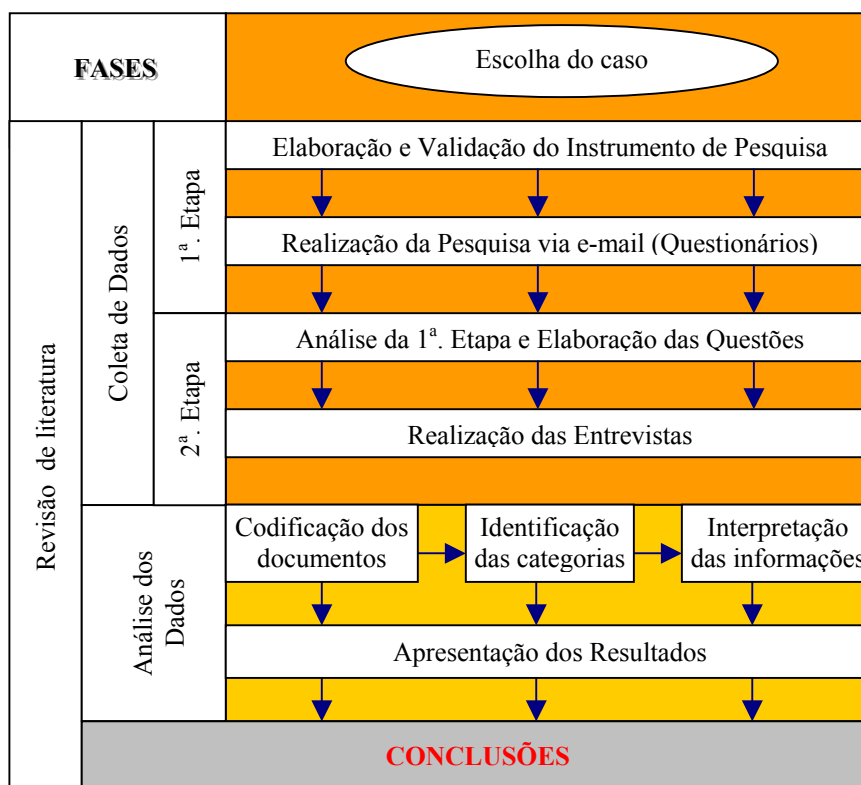 FASES
Escolha do caso
Revisão de literatura
Coleta de Dados
1ª. Etapa
Elaboração e Validação do Instrumento de Pesquisa
Realização da Pesquisa via e-mail (Questionários)
2ª. Etapa
Análise da 1ª. Etapa e Elaboração das Questões
Realização das Entrevistas
Análise dos
Dados
Codificação dos
documentos
Identificação
das categorias
Interpretação
das informações
Apresentação dos Resultados
CONCLUSÕES